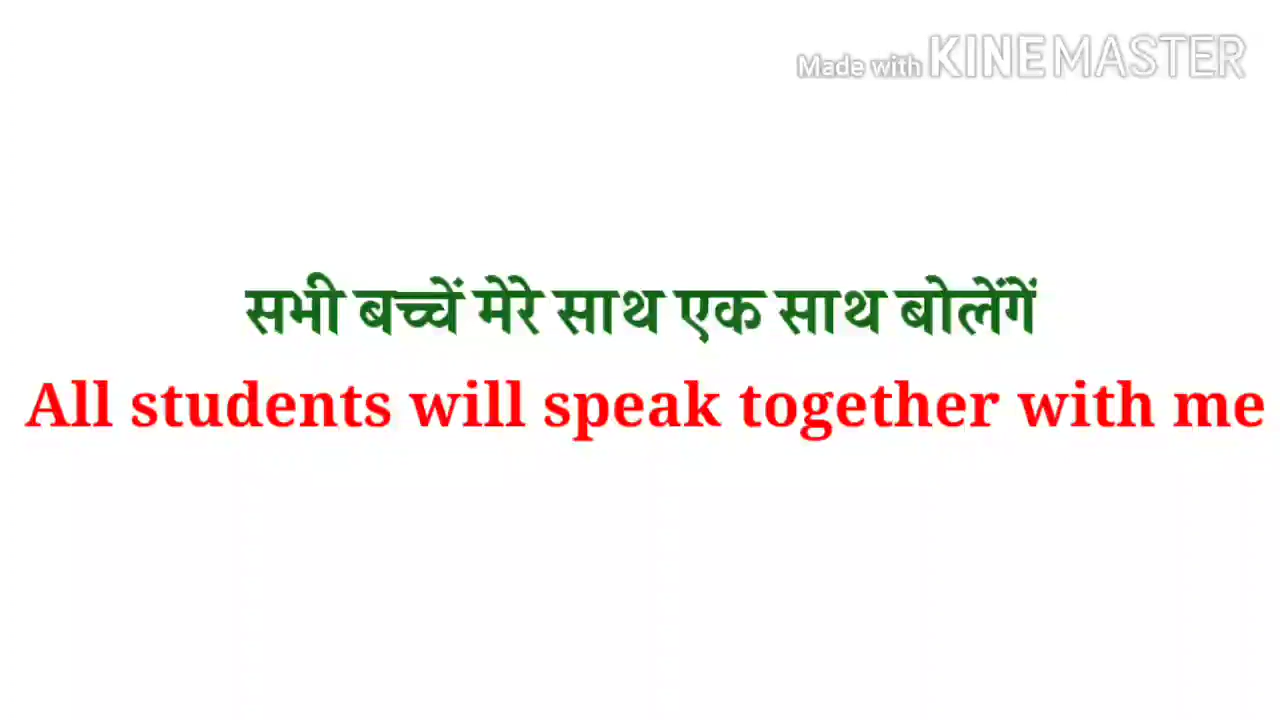 Made with KINEMASTER
सभी बच्चें मेरे साथ एक साथ बोलेंगें
All students will speak together with me